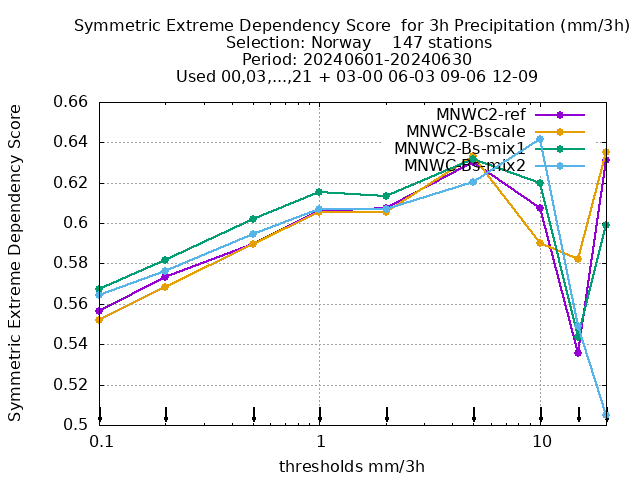 Symmetric Extreme Dependency Score  for 3h Precipitation (mm/3h)
Selection: Norway    147 stations
Period: 20240601-20240630
Used 00,03,...,21 + 03-00 06-03 09-06 12-09
Symmetric Extreme Dependency Score
0.66
0.64
0.62
0.6
0.58
0.56
0.54
0.52
0.5
MNWC2-ref
MNWC2-Bscale
MNWC2-Bs-mix1
MNWC-Bs-mix2
0.1
1
10
thresholds mm/3h